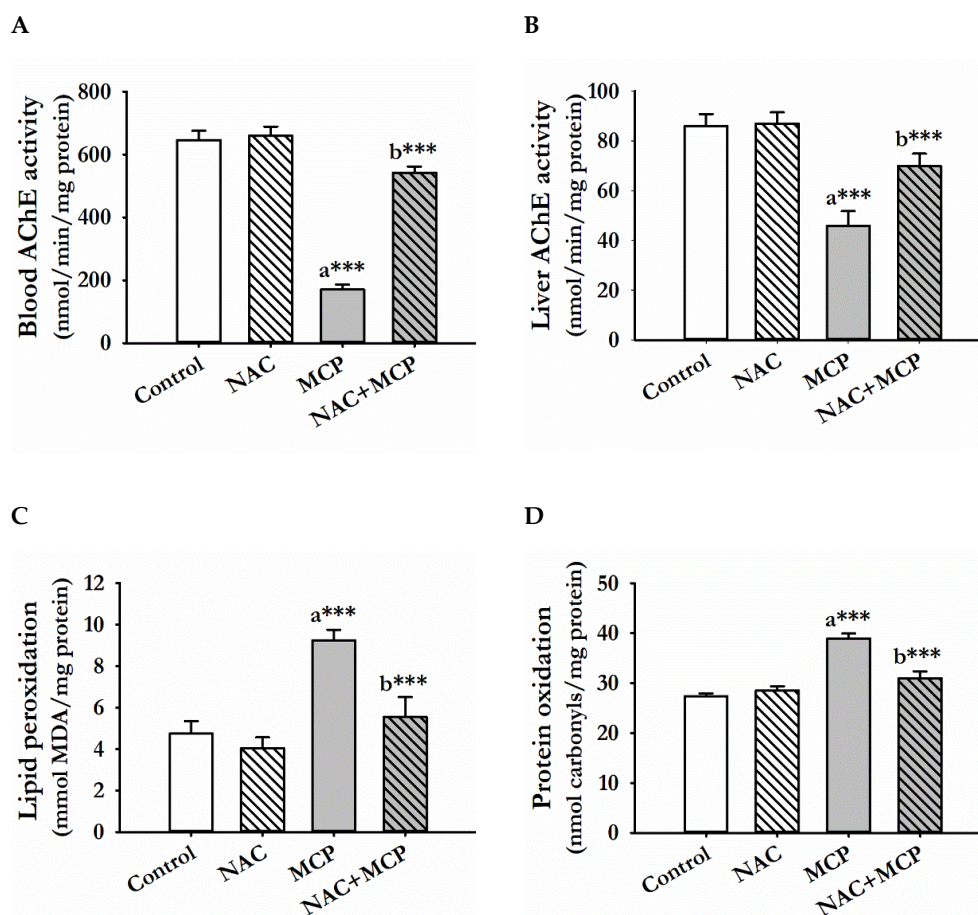 A
Blood AChE activity
(nmol/min/mg protein)
800
600
400
200
0
a***
b***
Control
NAC
MCP
NAC+MCP
B
Liver AChE activity
(nmol/min/mg protein)
100
80
60
40
20
0
a***
b***
Control
NAC
MCP
NAC+MCP
C
Lipid peroxidation
(mmol MDA/mg protein)
12
10
8
6
4
2
0
a***
b***
Control
NAC
MCP
NAC+MCP
D
Protein oxidation
(nmol carbonyls/mg protein)
50
40
30
20
10
0
a***
b***
Control
NAC
MCP
NAC+MCP